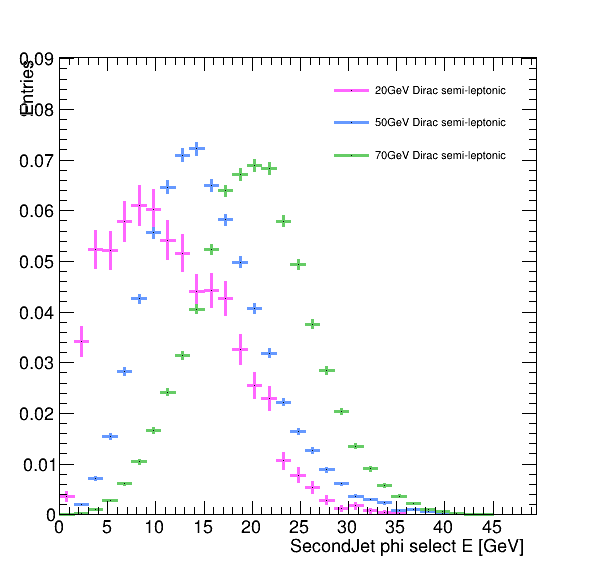 0.09
Entries
0.08
0.07
0.06
0.05
0.04
0.03
0.02
0.01
0
20GeV Dirac semi-leptonic
50GeV Dirac semi-leptonic
70GeV Dirac semi-leptonic
0 5 10 15 20 25 30 35 40 45
SecondJet phi select E [GeV]